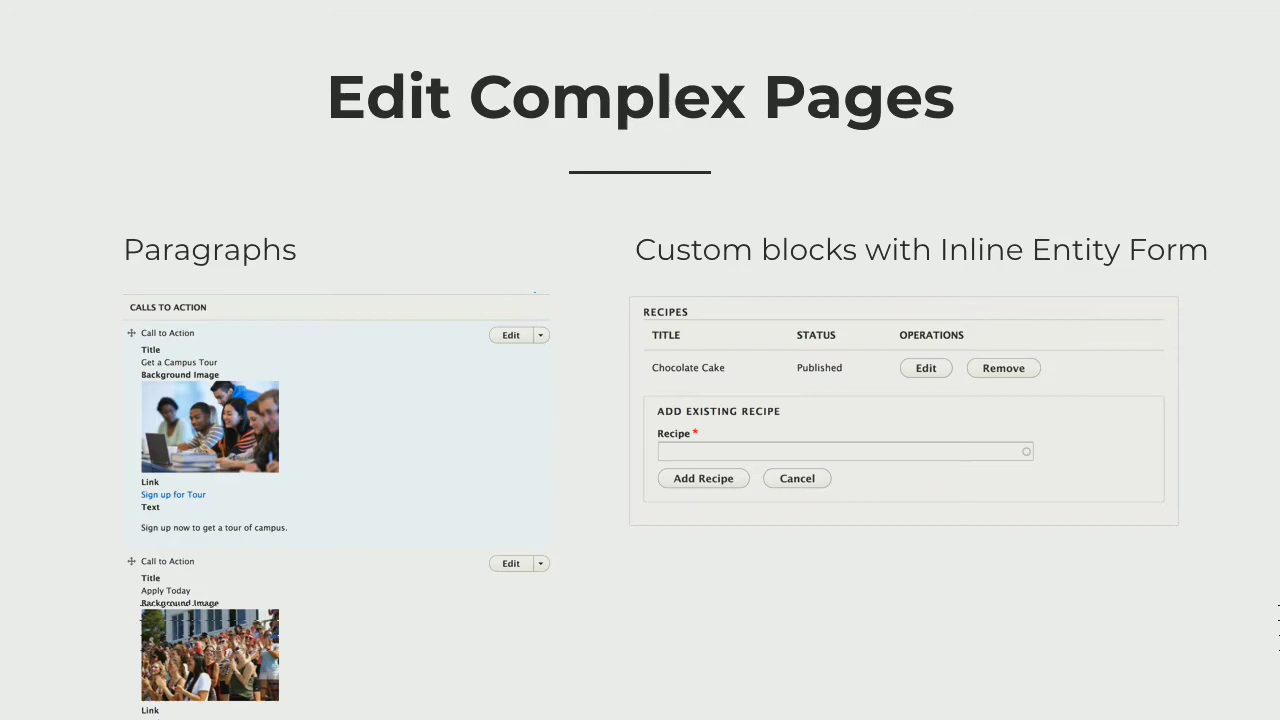 Edit Complex Pages
Paragraphs
CALLS TO ACTION
Call to Action
Edit
Title
Get a Campus Tour
Background Image
Link
Sign up for Tour
Text
Sign up now to get a tour of campus.
Call to Action
Edit
Title
Apply Today
Background Image
Link
Custom blocks with Inline Entity Form
RECIPES
TITLE STATUS OPERATIONS
Chocolate Cake Published Edit Remove
ADD EXISTING RECIPE
Recipe *
Add Recipe Cancel